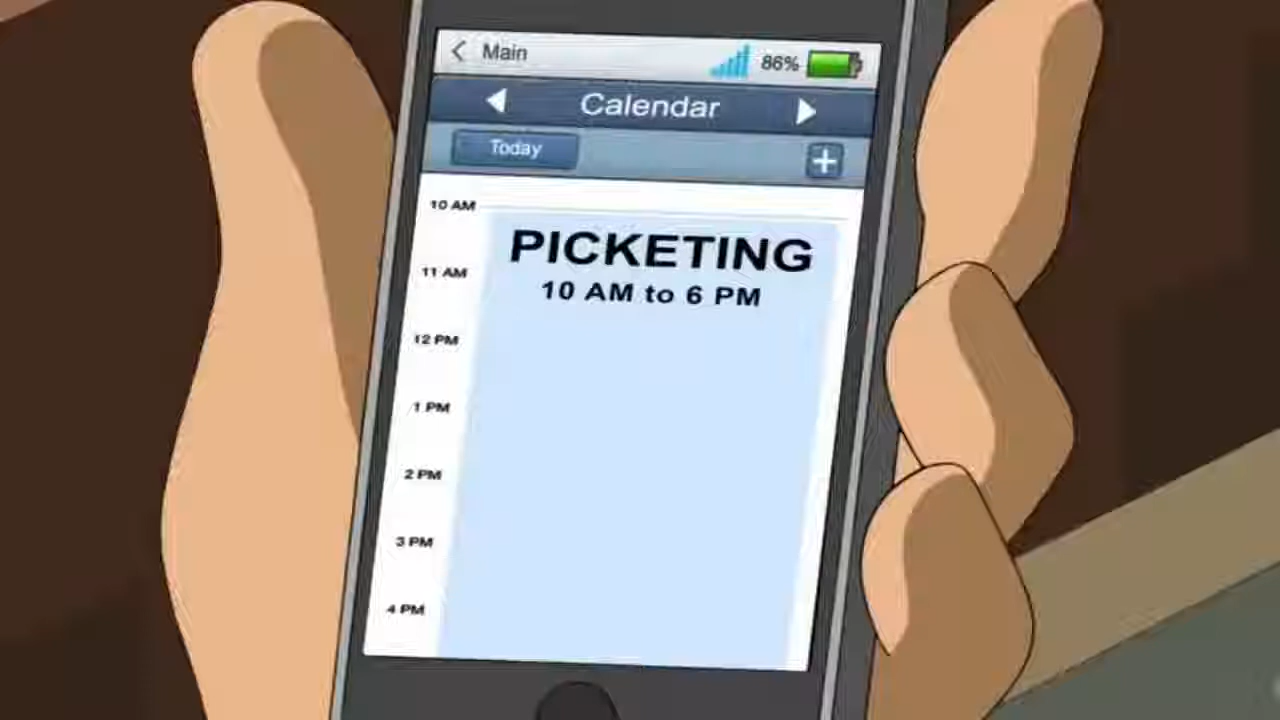 Main 86%
Calendar
Today
10 AM
PICKETING
11 AM
10 AM to 6 PM
12 PM
1 PM
2 PM
3 PM
4 PM